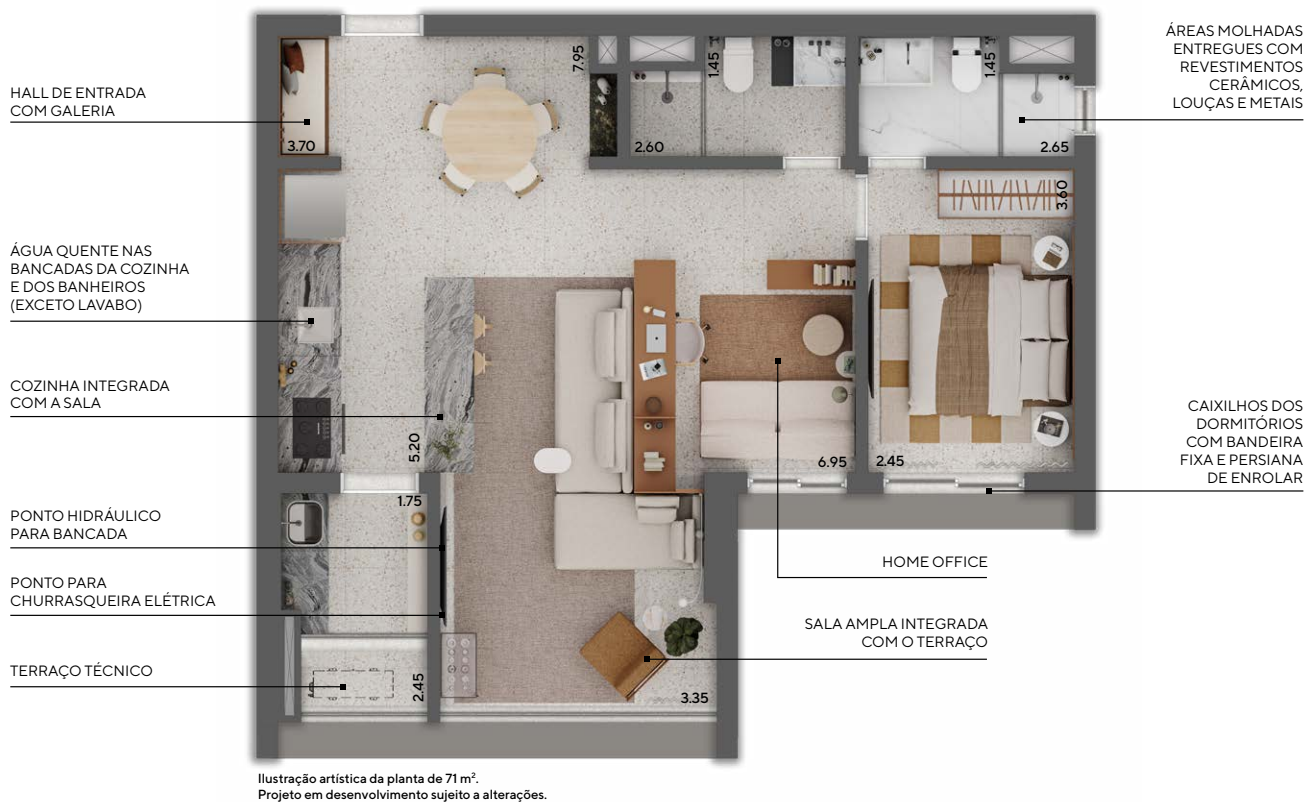 HALL DE ENTRADA
COM GALERIA
ÁGUA QUENTE NAS
BANCADAS DA COZINHA
E DOS BANHEIROS
(EXCETO LAVABO)
COZINHA INTEGRADA
COM A SALA
PONTO HIDRÁULICO
PARA BANCADA
PONTO PARA
CHURRASQUEIRA ELÉTRICA
TERRAÇO TÉCNICO
3.70
7.95
2.60
1.45
1.45
2.65
3.60
5.20
1.75
6.95
2.45
2.45
3.35
ÁREAS MOLHADAS
ENTREGUES COM
REVESTIMENTOS
CERÂMICOS,
LOUÇAS E METAIS
CAIXILHOS DOS
DORMITÓRIOS
COM BANDEIRA
FIXA E PERSIANA
DE ENROLAR
HOME OFFICE
SALA AMPLA INTEGRADA
COM O TERRAÇO
Ilustração artística da planta de 71 m².
Projeto em desenvolvimento sujeito a alterações.